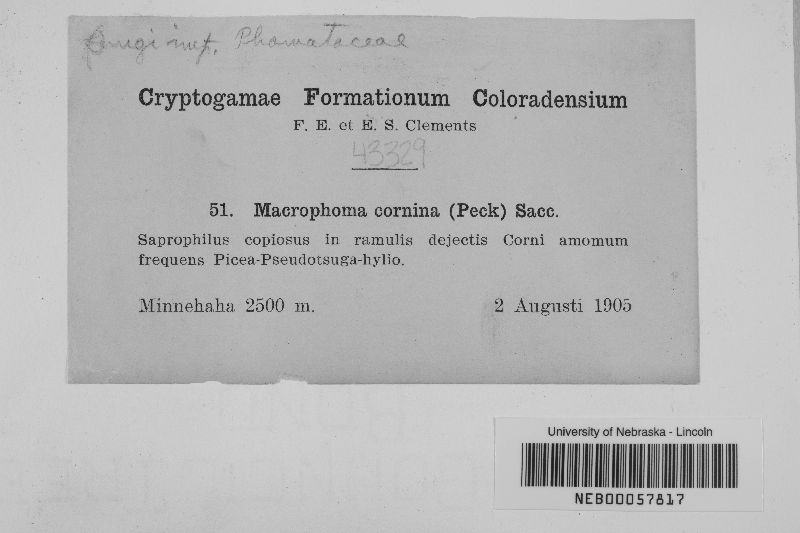 Fungi imp. Phomataceae
Cryptogamae Formationum Coloradensium
F. E. et E. S. Clements
43329
51. Macrophoma cornina (Peck) Sacc.
Saprophilus copiosus in ramulis dejectis Corni amomum
frequens Picea-Pseudotsuga-hylio.
Minnehaha 2500 m. 2 Augusti 1905
University of Nebraska - Lincoln
NEB00057817